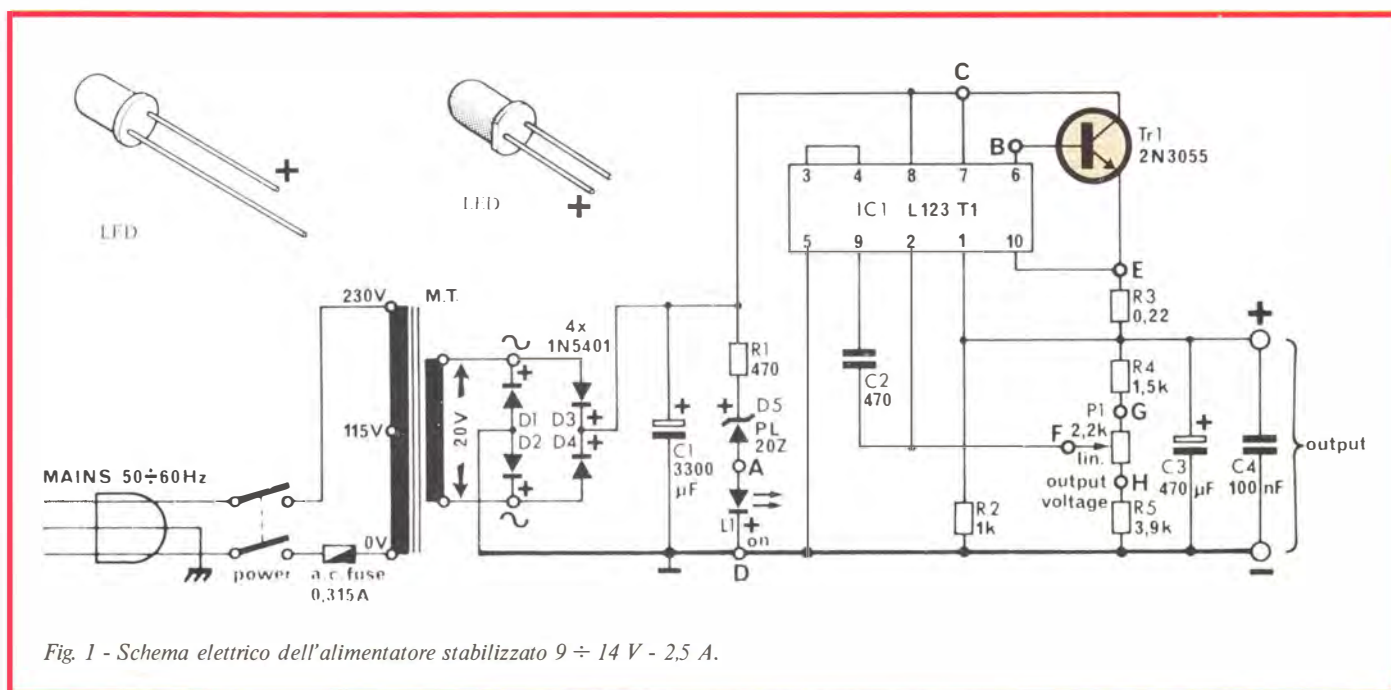 LED
+
LED
+
230V
M.T.
115V
MAINS 50÷60Hz
0V
power
a.c. fuse
0,315A
20V
∼
+
4x
1N5401
+
D1
D3
D2
D4
+
+
∼
+
C1
3300
µF
R1
470
+
D5
PL
20Z
A
L1
+
on
D
C
B
Tr1
2N3055
3
4
8
7
6
IC1 L123 T1
5
9
2
1
10
E
R3
0,22
+
C2
470
R4
1,5k
P1
G
F
2,2k
lin.
H
output
voltage
R2
1k
R5
3,9k
+
C3
470 µF
C4
100 nF
output
−
Fig. 1 - Schema elettrico dell'alimentatore stabilizzato 9 ÷ 14 V - 2,5 A.